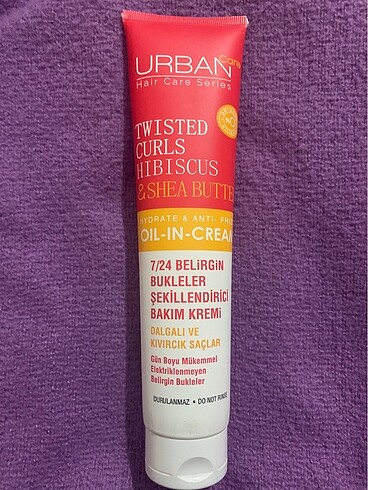 URBAN
Care
Hair Care Series
TWISTED
CURLS
HIBISCUS
& SHEA BUTTE
HYDRATE & ANTI- FRI
OIL-IN-CREAM
7/24 BELİRGİN
BUKLELER
ŞEKİLLENDİRİCİ
BAKIM KREMİ
DALGALI VE
KIVIRCIK SAÇLAR
Gün Boyu Mükemmel
Elektriklenmeyen
Belirgin Bukleler
DURULANMAZ • DO NOT RINSE